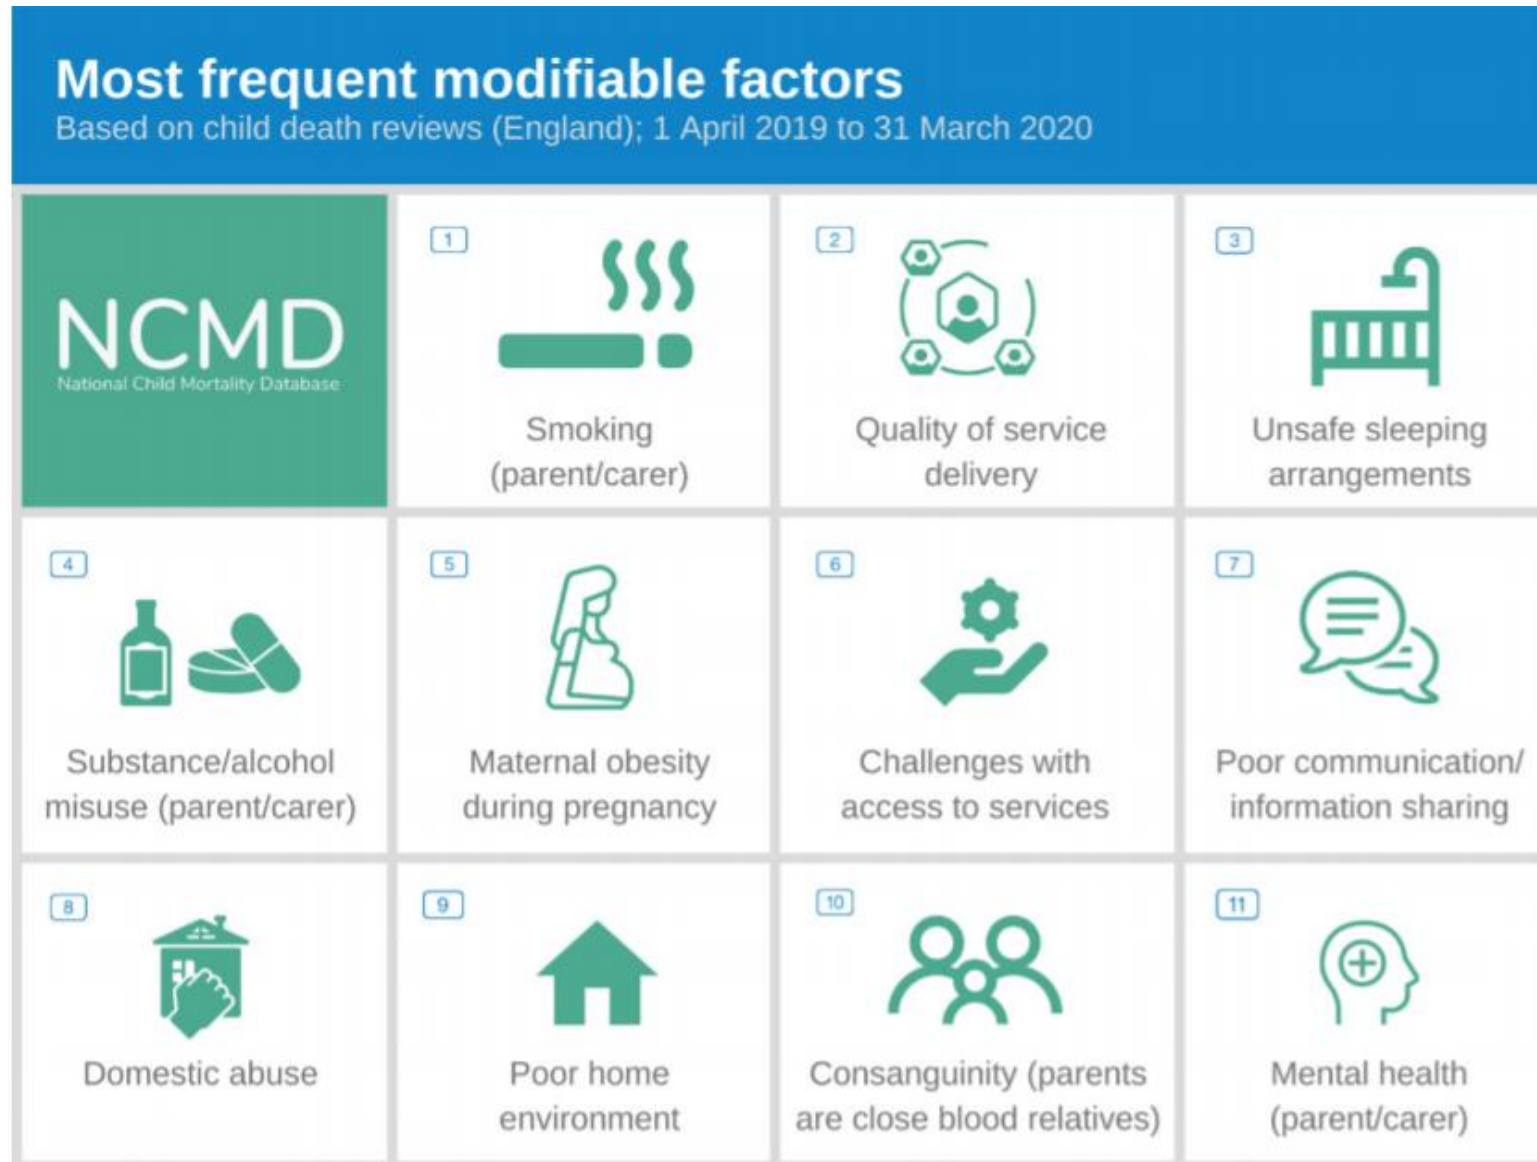 Most frequent modifiable factors
Based on child death reviews (England); 1 April 2019 to 31 March 2020
NCMD
National Child Mortality Database
1
Smoking
(parent/carer)
2
Quality of service
delivery
3
Unsafe sleeping
arrangements
4
Substance/alcohol
misuse (parent/carer)
5
Maternal obesity
during pregnancy
6
Challenges with
access to services
7
Poor communication/
information sharing
8
Domestic abuse
9
Poor home
environment
10
Consanguinity (parents
are close blood relatives)
11
Mental health
(parent/carer)